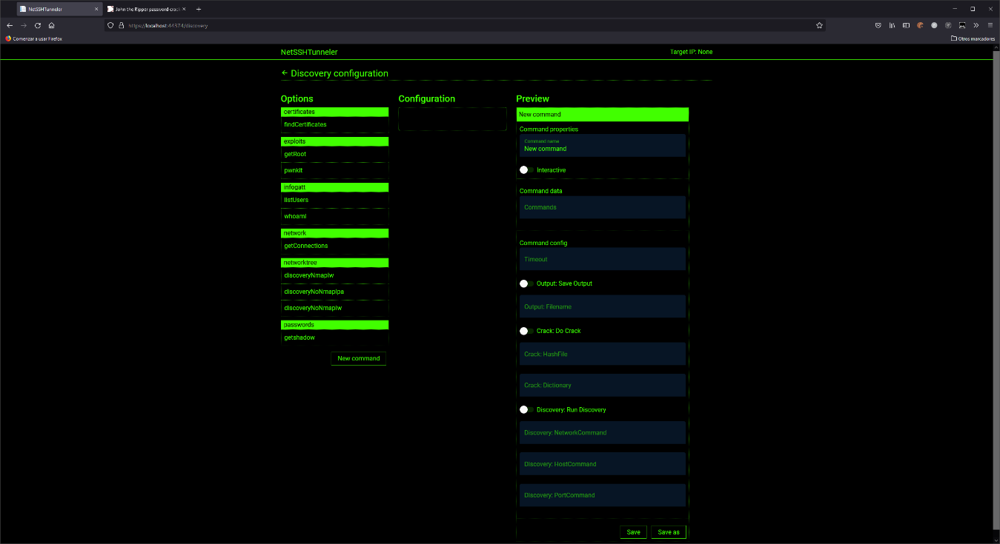 NetSSHTunneler
John the Ripper password crac
https://localhost:44374/discovery
Comenzar a usar Firefox
Otros marcadores
NetSSHTunneler
Target IP: None
Discovery configuration
Options
certificates
findCertificates
exploits
getRoot
pwnkit
infogatt
listUsers
whoami
network
getConnections
networktree
discoveryNmapIw
discoveryNoNmapIpa
discoveryNoNmapIw
passwords
getshadow
New command
Configuration
Preview
New command
Command properties
Command name
New command
Interactive
Command data
Commands
Command config
Timeout
Output: Save Output
Output: Filename
Crack: Do Crack
Crack: HashFile
Crack: Dictionary
Discovery: Run Discovery
Discovery: NetworkCommand
Discovery: HostCommand
Discovery: PortCommand
Save
Save as